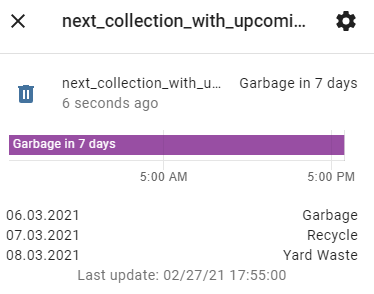 next_collection_with_upcomi...
next_collection_with_u... Garbage in 7 days
6 seconds ago
Garbage in 7 days
5:00 AM 5:00 PM
06.03.2021 Garbage
07.03.2021 Recycle
08.03.2021 Yard Waste
Last update: 02/27/21 17:55:00